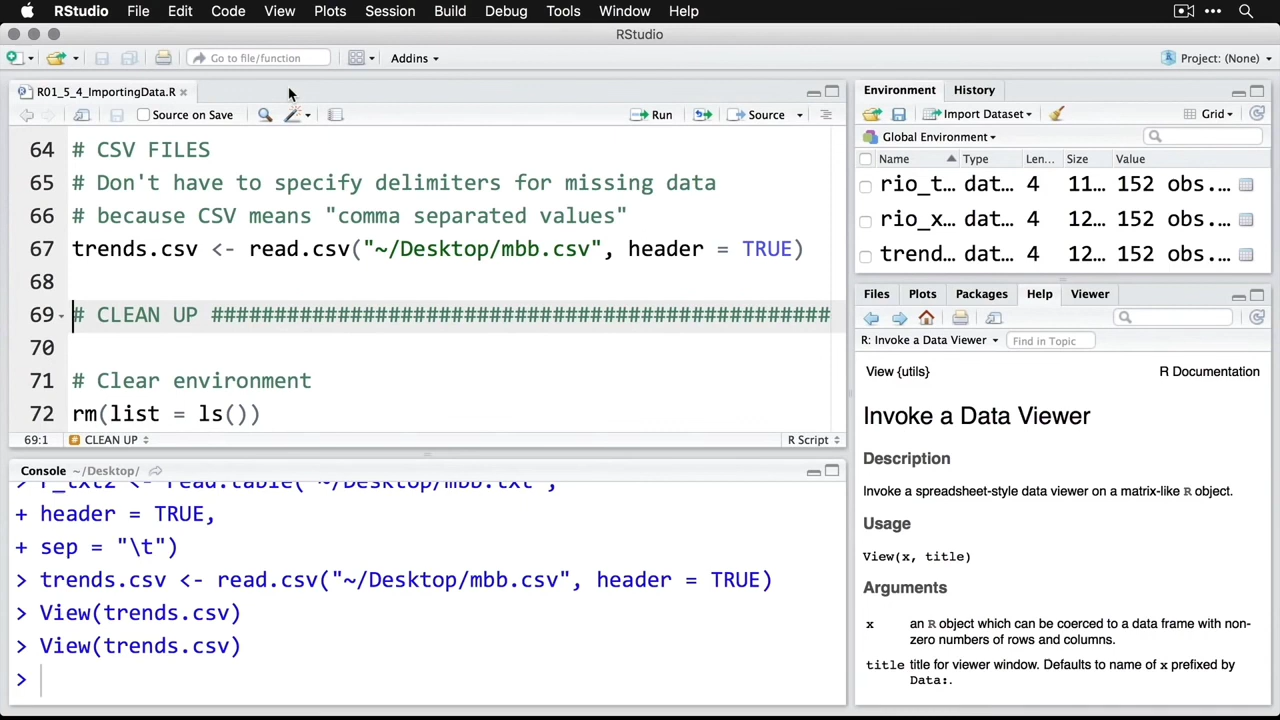 RStudio File Edit Code View Plots Session Build Debug Tools Window Help
RStudio
Go to file/function Addins Project: (None)
R01_5_4_ImportingData.R
Source on Save Run Source
64 # CSV FILES
65 # Don't have to specify delimiters for missing data
66 # because CSV means "comma separated values"
67 trends.csv <- read.csv("~/Desktop/mbb.csv", header = TRUE)
68
69 # CLEAN UP #################################################
70
71 # Clear environment
72 rm(list = ls())
69:1 # CLEAN UP R Script
Console ~/Desktop/
> r_txt2 <- read.table("~/Desktop/mbb.txt",
+ header = TRUE,
+ sep = "\t")
> trends.csv <- read.csv("~/Desktop/mbb.csv", header = TRUE)
> View(trends.csv)
> View(trends.csv)
>
Environment History
Import Dataset Grid
Global Environment
Name Type Len... Size Value
rio_t... dat... 4 11... 152 obs....
rio_x... dat... 4 12... 152 obs....
trend... dat... 4 12... 152 obs....
Files Plots Packages Help Viewer
R: Invoke a Data Viewer Find in Topic
View {utils} R Documentation
Invoke a Data Viewer
Description
Invoke a spreadsheet-style data viewer on a matrix-like R object.
Usage
View(x, title)
Arguments
x an R object which can be coerced to a data frame with non-
zero numbers of rows and columns.
title title for viewer window. Defaults to name of x prefixed by
Data:.